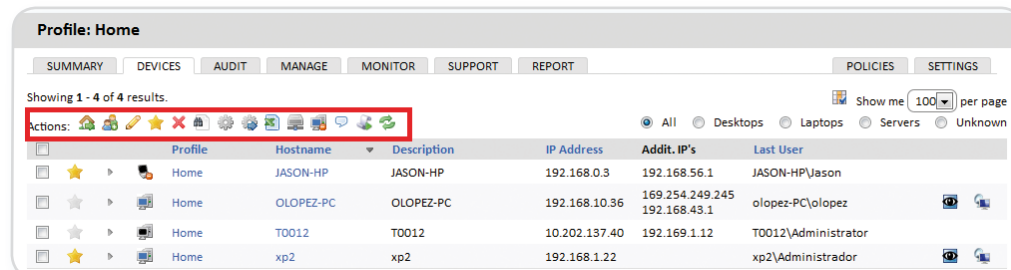 Profile: Home
SUMMARY DEVICES AUDIT MANAGE MONITOR SUPPORT REPORT POLICIES SETTINGS
Showing 1 - 4 of 4 results. Show me 100 per page
Actions: All Desktops Laptops Servers Unknown
Profile Hostname Description IP Address Addit. IP's Last User
Home JASON-HP JASON-HP 192.168.0.3 192.168.56.1 JASON-HP\Jason
Home OLOPEZ-PC OLOPEZ-PC 192.168.10.36 169.254.249.245 olopez-PC\olopez
192.168.43.1
Home T0012 T0012 10.202.137.40 192.169.1.12 T0012\Administrator
Home xp2 xp2 192.168.1.22 xp2\Administrador